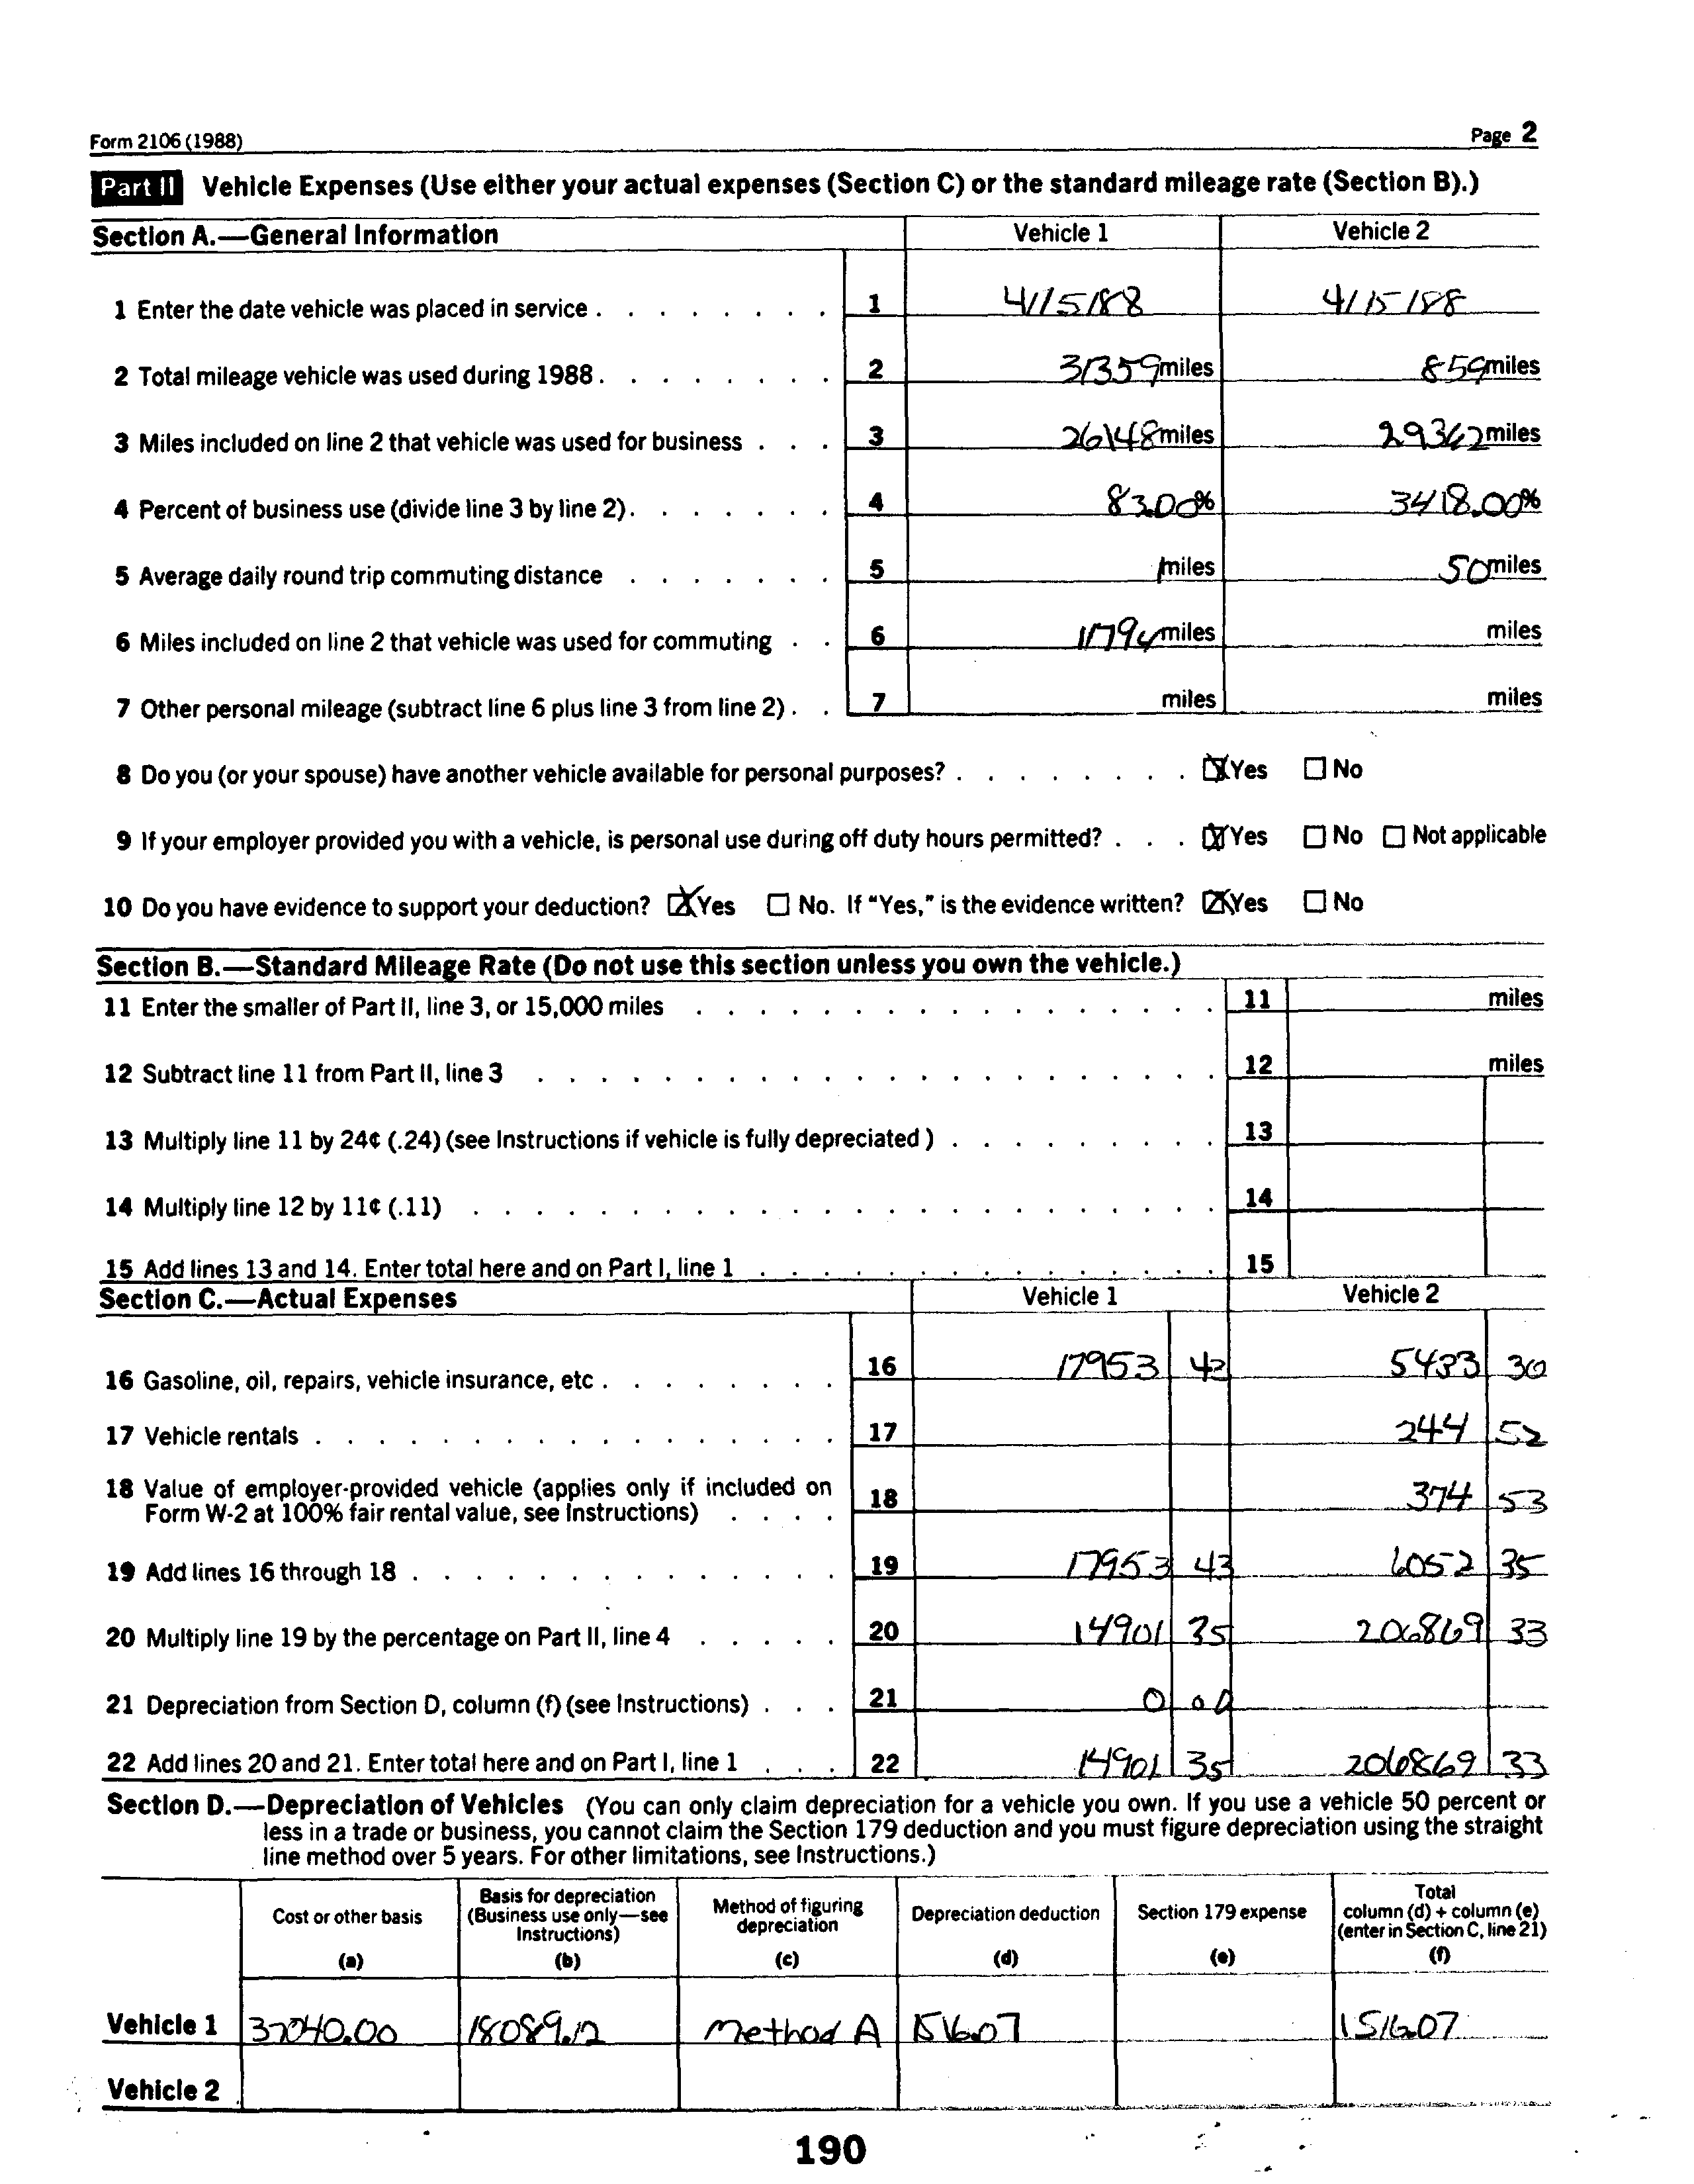 Form 2106 (1988) Page 2
Part II Vehicle Expenses (Use either your actual expenses (Section C) or the standard mileage rate (Section B).)
Section A.—General Information Vehicle 1 Vehicle 2
1 Enter the date vehicle was placed in service . . . . . . . . 1 4/15/88 4/15/88
2 Total mileage vehicle was used during 1988 . . . . . . . . 2 31359 miles 859 miles
3 Miles included on line 2 that vehicle was used for business . . . 3 26148 miles 29362 miles
4 Percent of business use (divide line 3 by line 2) . . . . . . . 4 83.00% 3418.00%
5 Average daily round trip commuting distance . . . . . . . 5 miles 50 miles
6 Miles included on line 2 that vehicle was used for commuting . . 6 miles miles
7 Other personal mileage (subtract line 6 plus line 3 from line 2) . . 7 miles miles
8 Do you (or your spouse) have another vehicle available for personal purposes? . . . . . . . . ☒ Yes ☐ No
9 If your employer provided you with a vehicle, is personal use during off duty hours permitted? . . . ☒ Yes ☐ No ☐ Not applicable
10 Do you have evidence to support your deduction? ☒ Yes ☐ No. If "Yes," is the evidence written? ☒ Yes ☐ No
Section B.—Standard Mileage Rate (Do not use this section unless you own the vehicle.)
11 Enter the smaller of Part II, line 3, or 15,000 miles . . . . . . . . . . . . . . . . . . 11 miles
12 Subtract line 11 from Part II, line 3 . . . . . . . . . . . . . . . . . . . . . . . 12 miles
13 Multiply line 11 by 24¢ (.24) (see Instructions if vehicle is fully depreciated ) . . . . . . . . . 13
14 Multiply line 12 by 11¢ (.11) . . . . . . . . . . . . . . . . . . . . . . . . . 14
15 Add lines 13 and 14. Enter total here and on Part I, line 1 . . . . . . . . . . . . . . . . 15
Section C.—Actual Expenses Vehicle 1 Vehicle 2
16 Gasoline, oil, repairs, vehicle insurance, etc . . . . . . . . 16 17953 42 5433 30
17 Vehicle rentals . . . . . . . . . . . . . . . . . 17 244 52
18 Value of employer-provided vehicle (applies only if included on
Form W-2 at 100% fair rental value, see Instructions) . . . . 18 374 53
19 Add lines 16 through 18 . . . . . . . . . . . . . . 19 17953 43 6052 35
20 Multiply line 19 by the percentage on Part II, line 4 . . . . . 20 14901 35 206869 33
21 Depreciation from Section D, column (f) (see Instructions) . . . 21 0 00
22 Add lines 20 and 21. Enter total here and on Part I, line 1 . . . 22 14901 35 206869 33
Section D.—Depreciation of Vehicles (You can only claim depreciation for a vehicle you own. If you use a vehicle 50 percent or
less in a trade or business, you cannot claim the Section 179 deduction and you must figure depreciation using the straight
line method over 5 years. For other limitations, see Instructions.)
Cost or other basis (a) Basis for depreciation (Business use only—see Instructions) (b) Method of figuring depreciation (c) Depreciation deduction (d) Section 179 expense (e) Total column (d) + column (e) (enter in Section C, line 21) (f)
Vehicle 1 37040.00 18089.12 Method A 1516.07 1516.07
Vehicle 2
190